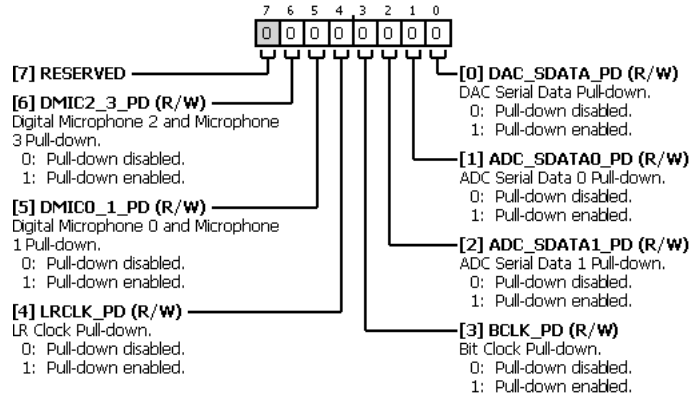 7 6 5 4 3 2 1 0
0 0 0 0 0 0 0 0
[7] RESERVED
[6] DMIC2_3_PD (R/W)
Digital Microphone 2 and Microphone
3 Pull-down.
0: Pull-down disabled.
1: Pull-down enabled.
[5] DMIC0_1_PD (R/W)
Digital Microphone 0 and Microphone
1 Pull-down.
0: Pull-down disabled.
1: Pull-down enabled.
[4] LRCLK_PD (R/W)
LR Clock Pull-down.
0: Pull-down disabled.
1: Pull-down enabled.
[0] DAC_SDATA_PD (R/W)
DAC Serial Data Pull-down.
0: Pull-down disabled.
1: Pull-down enabled.
[1] ADC_SDATA0_PD (R/W)
ADC Serial Data 0 Pull-down.
0: Pull-down disabled.
1: Pull-down enabled.
[2] ADC_SDATA1_PD (R/W)
ADC Serial Data 1 Pull-down.
0: Pull-down disabled.
1: Pull-down enabled.
[3] BCLK_PD (R/W)
Bit Clock Pull-down.
0: Pull-down disabled.
1: Pull-down enabled.